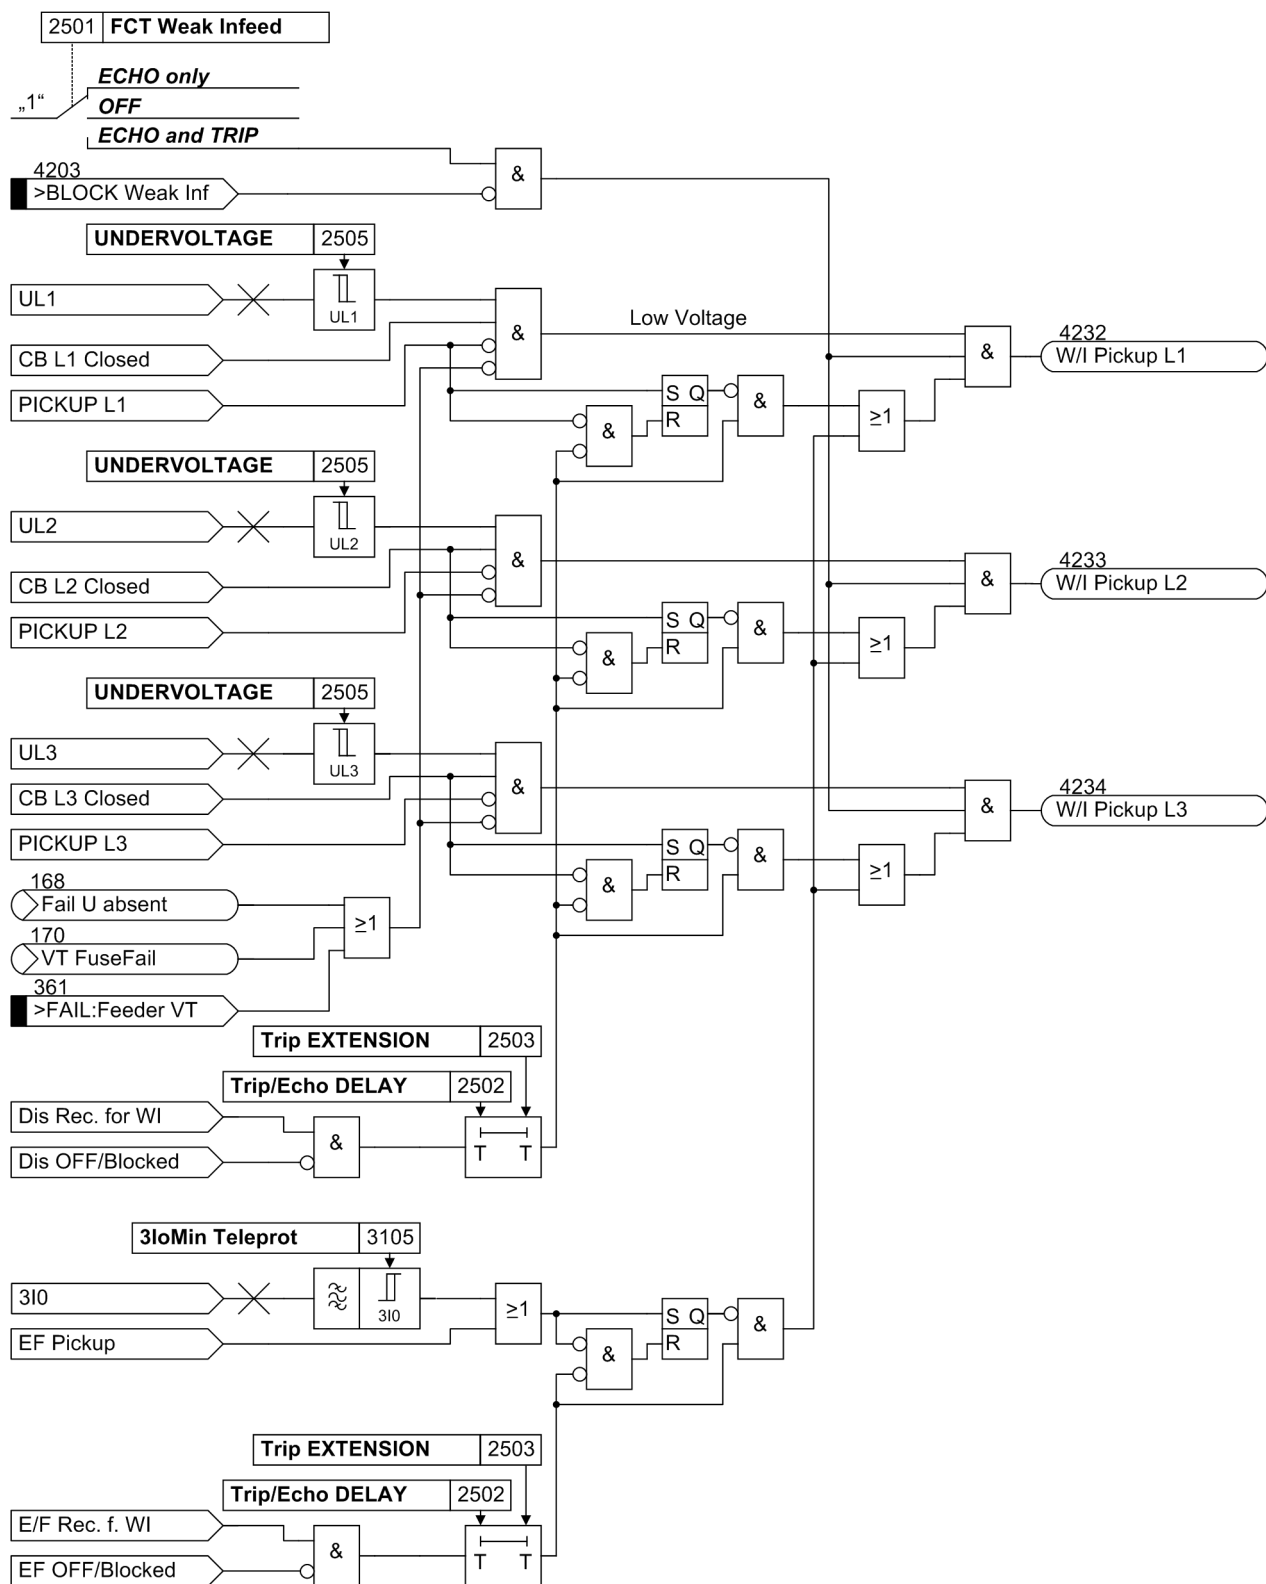 2501 FCT Weak Infeed
ECHO only
„1“
OFF
ECHO and TRIP
4203
>BLOCK Weak Inf
&
UNDERVOLTAGE 2505
UL1
UL1
&
Low Voltage
&
4232
W/I Pickup L1
CB L1 Closed
PICKUP L1
S Q
R
&
&
≥1
UNDERVOLTAGE 2505
UL2
UL2
&
&
4233
W/I Pickup L2
CB L2 Closed
PICKUP L2
S Q
R
&
&
≥1
UNDERVOLTAGE 2505
UL3
UL3
&
&
4234
W/I Pickup L3
CB L3 Closed
PICKUP L3
S Q
R
&
&
≥1
168
Fail U absent
≥1
170
VT FuseFail
361
>FAIL:Feeder VT
Trip EXTENSION 2503
Trip/Echo DELAY 2502
Dis Rec. for WI
&
T T
Dis OFF/Blocked
3IoMin Teleprot 3105
3I0
3I0
≥1
S Q
R
&
&
EF Pickup
Trip EXTENSION 2503
Trip/Echo DELAY 2502
E/F Rec. f. WI
&
T T
EF OFF/Blocked